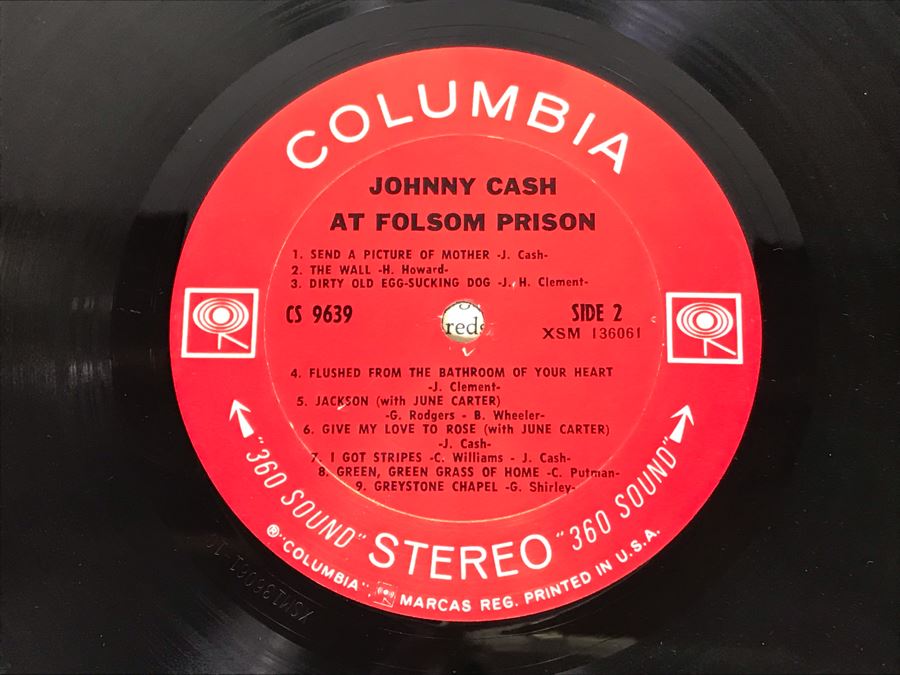 COLUMBIA
JOHNNY CASH
AT FOLSOM PRISON
1. SEND A PICTURE OF MOTHER -J. Cash-
2. THE WALL -H. Howard-
3. DIRTY OLD EGG-SUCKING DOG -J. H. Clement-
CS 9639
red
SIDE 2
XSM 136061
4. FLUSHED FROM THE BATHROOM OF YOUR HEART
-J. Clement-
5. JACKSON (with JUNE CARTER)
-G. Rodgers - B. Wheeler-
6. GIVE MY LOVE TO ROSE (with JUNE CARTER)
-J. Cash-
7. I GOT STRIPES -C. Williams - J. Cash-
8. GREEN, GREEN GRASS OF HOME -C. Putman-
9. GREYSTONE CHAPEL -G. Shirley-
"360 SOUND" STEREO "360 SOUND"
® "COLUMBIA" MARCAS REG. PRINTED IN U.S.A.
XSM136061